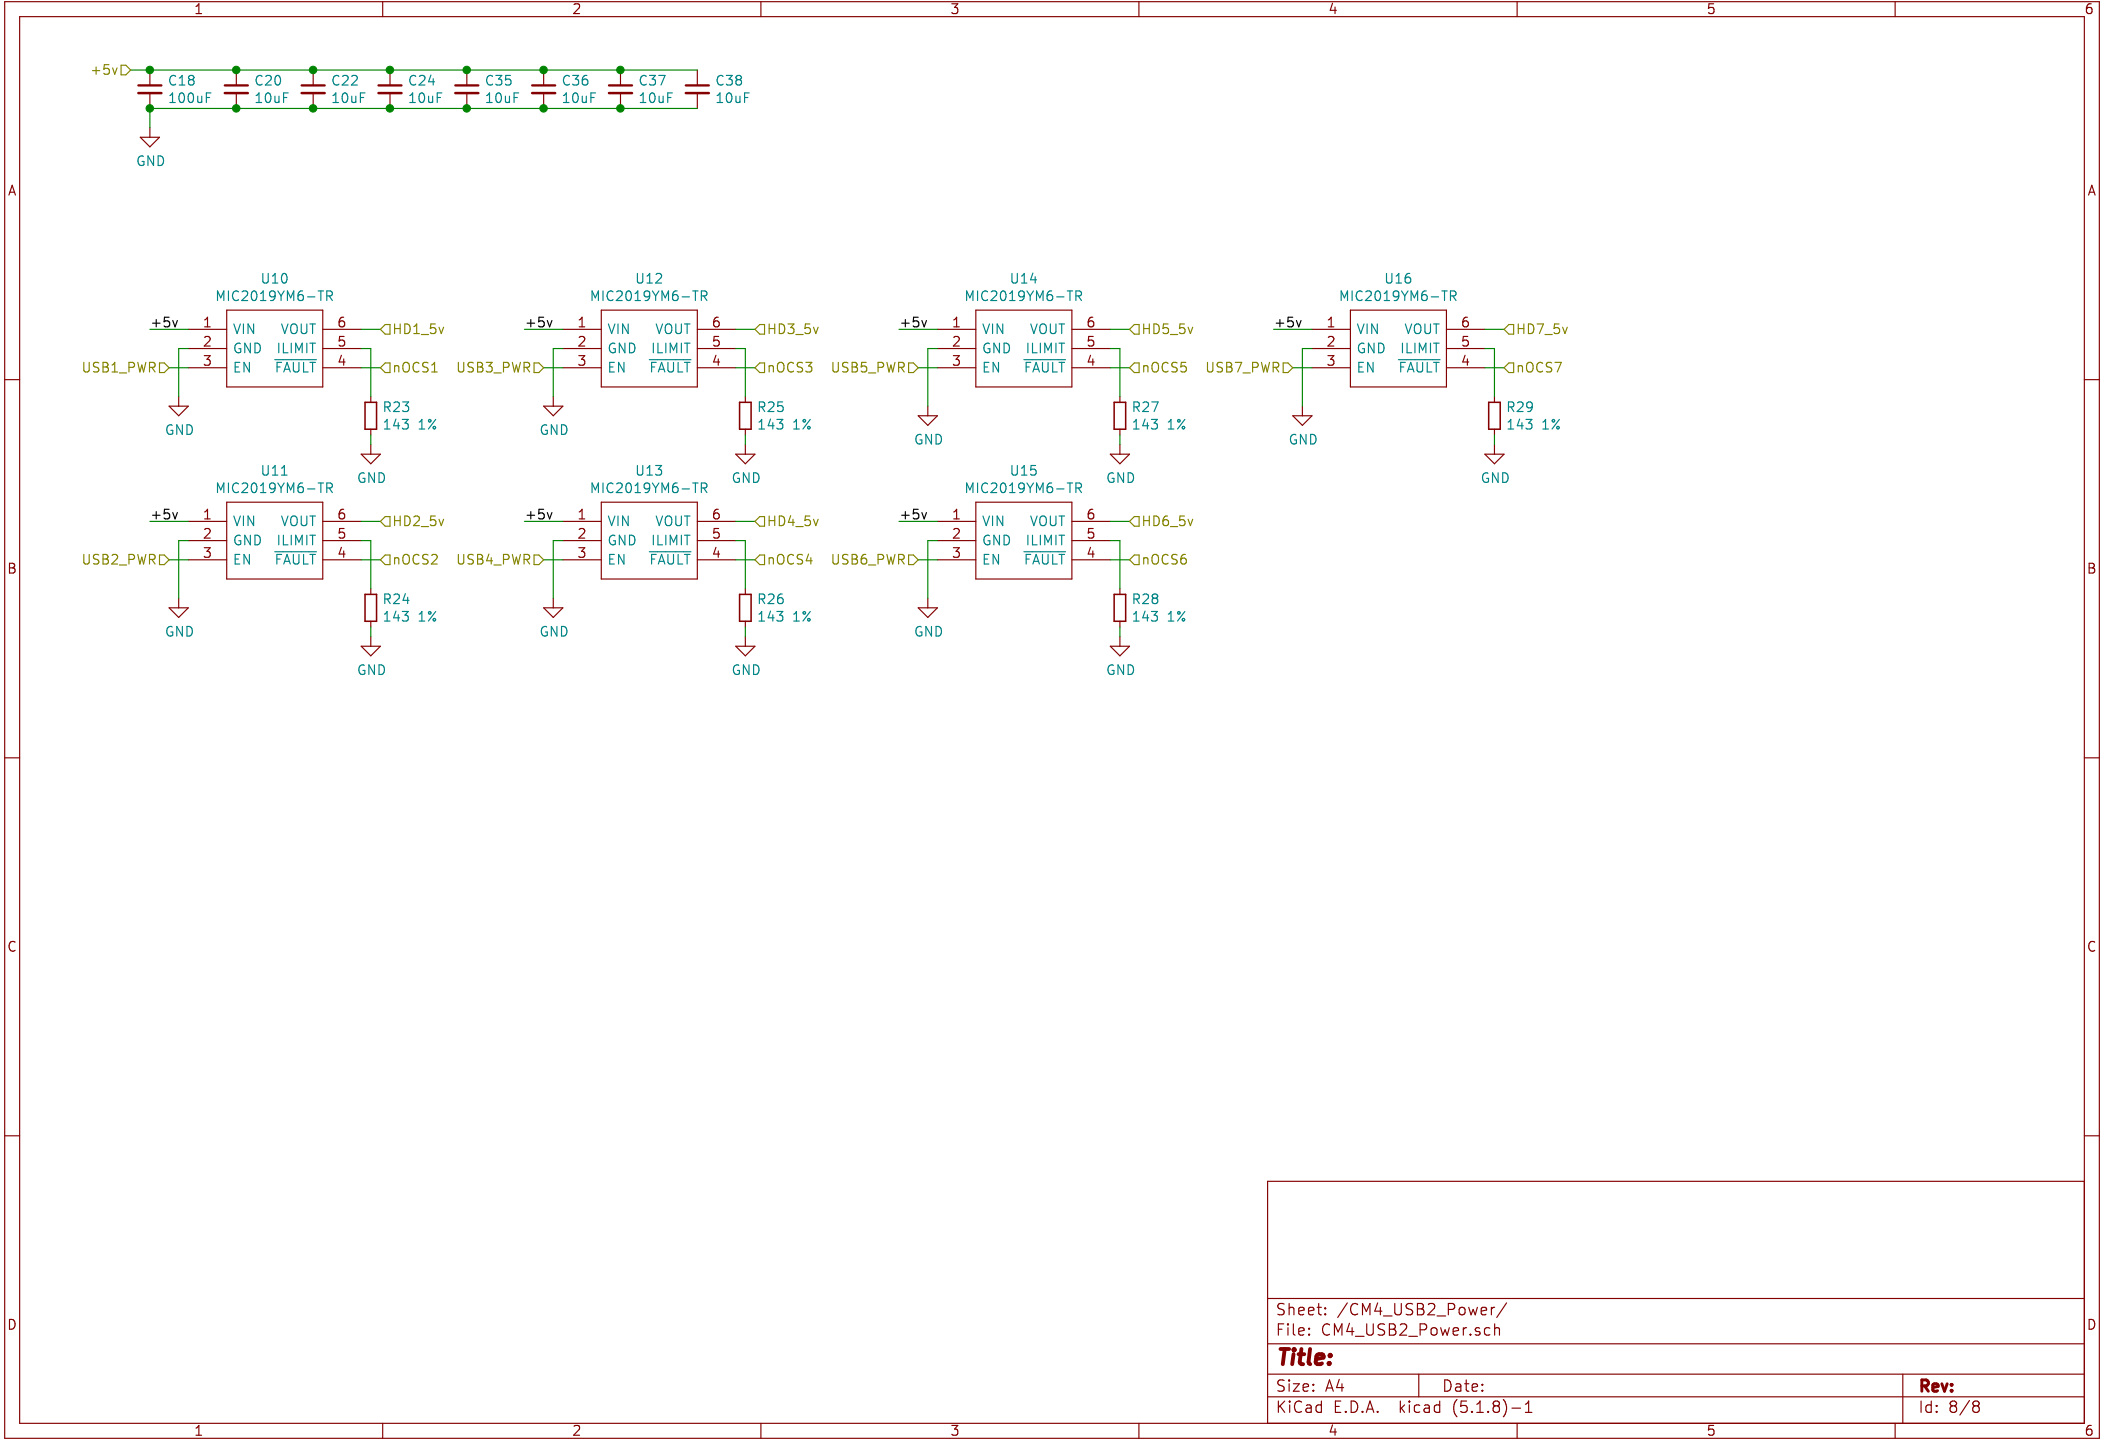 1 2 3 4 5 6
+5v
C18 C20 C22 C24 C35 C36 C37 C38
100uF 10uF 10uF 10uF 10uF 10uF 10uF 10uF
GND
A A
U10 U12 U14 U16
MIC2019YM6-TR MIC2019YM6-TR MIC2019YM6-TR MIC2019YM6-TR
+5v 1 VIN VOUT 6 HD1_5v +5v 1 VIN VOUT 6 HD3_5v +5v 1 VIN VOUT 6 HD5_5v +5v 1 VIN VOUT 6 HD7_5v
2 GND ILIMIT 5 2 GND ILIMIT 5 2 GND ILIMIT 5 2 GND ILIMIT 5
USB1_PWR 3 EN FAULT 4 nOCS1 USB3_PWR 3 EN FAULT 4 nOCS3 USB5_PWR 3 EN FAULT 4 nOCS5 USB7_PWR 3 EN FAULT 4 nOCS7
R23 R25 R27 R29
143 1% 143 1% 143 1% 143 1%
GND GND GND GND
GND GND GND GND
U11 U13 U15
MIC2019YM6-TR MIC2019YM6-TR MIC2019YM6-TR
+5v 1 VIN VOUT 6 HD2_5v +5v 1 VIN VOUT 6 HD4_5v +5v 1 VIN VOUT 6 HD6_5v
2 GND ILIMIT 5 2 GND ILIMIT 5 2 GND ILIMIT 5
USB2_PWR 3 EN FAULT 4 nOCS2 USB4_PWR 3 EN FAULT 4 nOCS4 USB6_PWR 3 EN FAULT 4 nOCS6
B B
R24 R26 R28
143 1% 143 1% 143 1%
GND GND GND
GND GND GND
C C
Sheet: /CM4_USB2_Power/
File: CM4_USB2_Power.sch
D D
Title:
Size: A4 Date: Rev:
KiCad E.D.A. kicad (5.1.8)-1 Id: 8/8
1 2 3 4 5 6